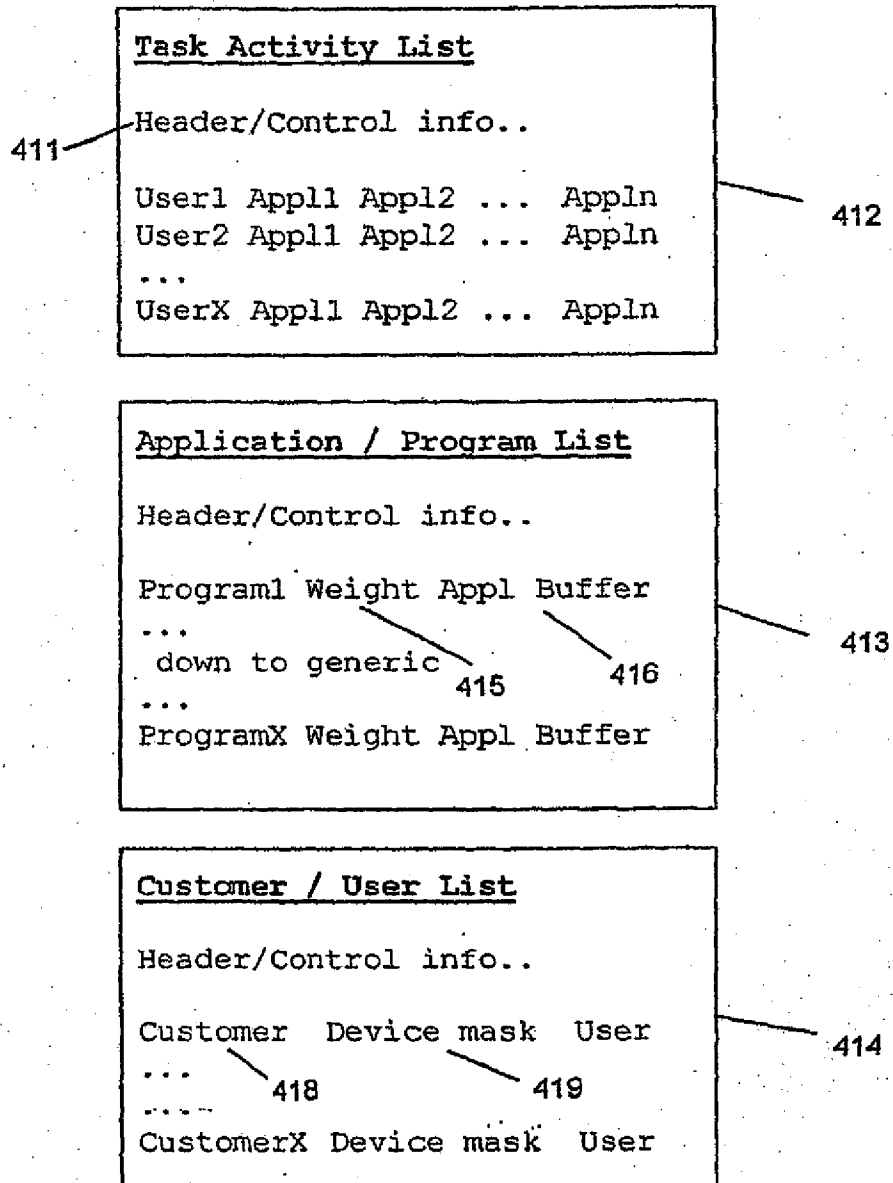 Task Activity List
Header/Control info..
411
User1 Appl1 Appl2 ... Appln
412
User2 Appl1 Appl2 ... Appln
...
UserX Appl1 Appl2 ... Appln
Application / Program List
Header/Control info..
Program1 Weight Appl Buffer
...
413
down to generic
415
416
...
ProgramX Weight Appl Buffer
Customer / User List
Header/Control info..
Customer Device mask User
414
...
418
419
....
CustomerX Device mask User